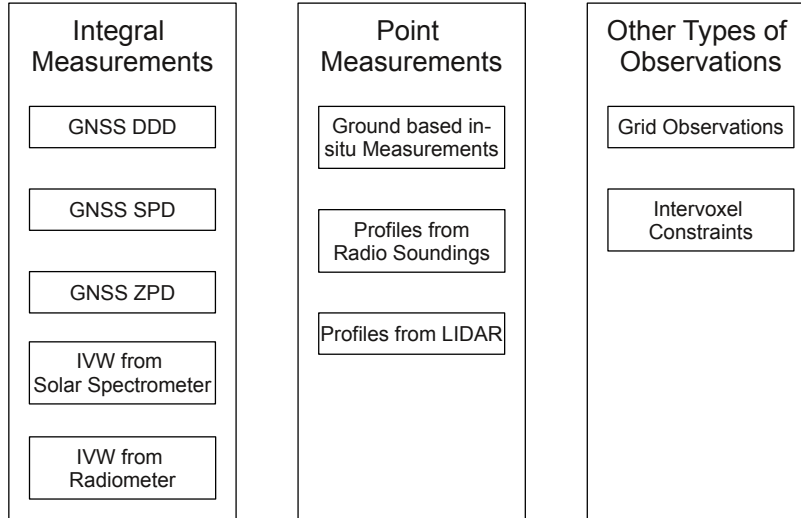 Integral
Measurements
GNSS DDD
GNSS SPD
GNSS ZPD
IVW from
Solar Spectrometer
IVW from
Radiometer
Point
Measurements
Ground based in-
situ Measurements
Profiles from
Radio Soundings
Profiles from LIDAR
Other Types of
Observations
Grid Observations
Intervoxel
Constraints